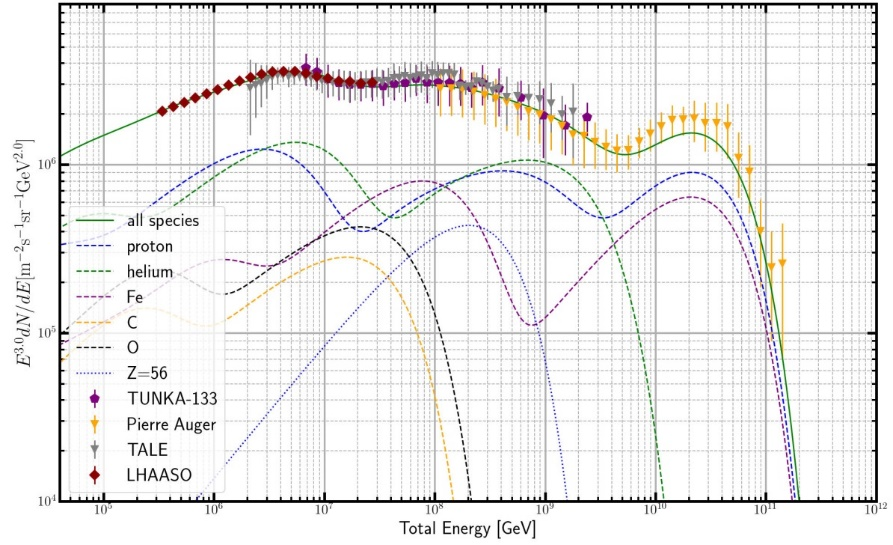 E^{3.0}dN/dE[m^{-2}s^{-1}sr^{-1}GeV^{2.0}]
10^6
10^5
10^4
all species
proton
helium
Fe
C
O
Z=56
TUNKA-133
Pierre Auger
TALE
LHAASO
10^5 10^6 10^7 10^8 10^9 10^10 10^11 10^12
Total Energy [GeV]